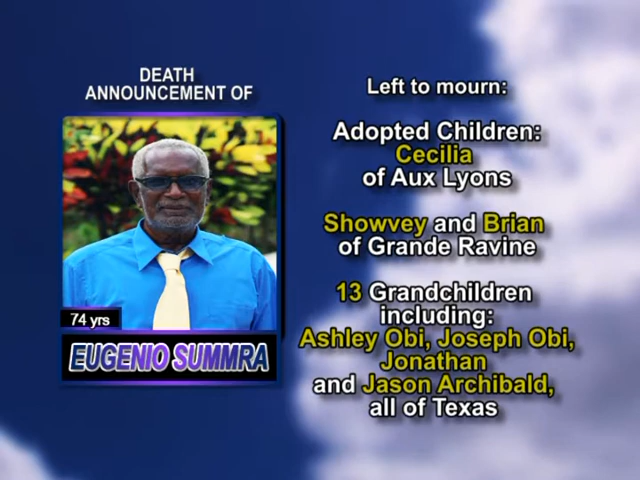 DEATH
ANNOUNCEMENT OF
74 yrs
EUGENIO SUMMRA
Left to mourn:
Adopted Children:
Cecilia
of Aux Lyons
Showvey and Brian
of Grande Ravine
13 Grandchildren
including:
Ashley Obi, Joseph Obi,
Jonathan
and Jason Archibald,
all of Texas